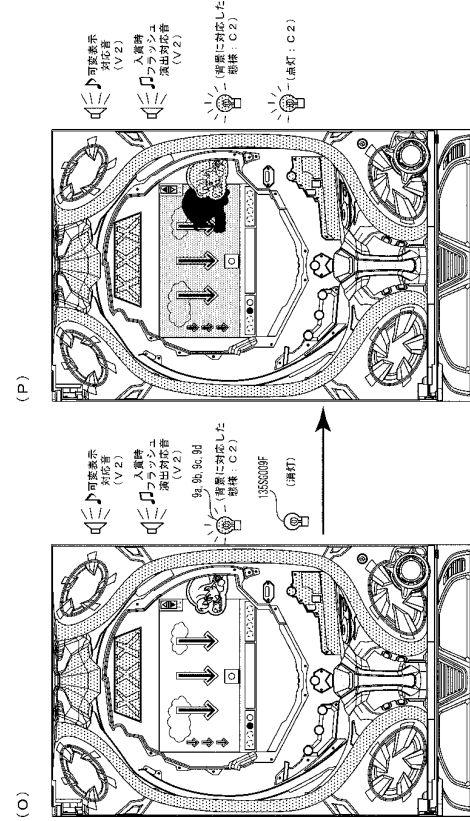 (O)
♪可変表示
対応音
(V2)
♫入賞時
フラッシュ
演出対応音
(V2)
9a, 9b, 9c, 9d
(背景に対応した
態様：C2)
135SG009F
(消灯)
(P)
♪可変表示
対応音
(V2)
♫入賞時
フラッシュ
演出対応音
(V2)
(背景に対応した
態様：C2)
(点灯：C2)